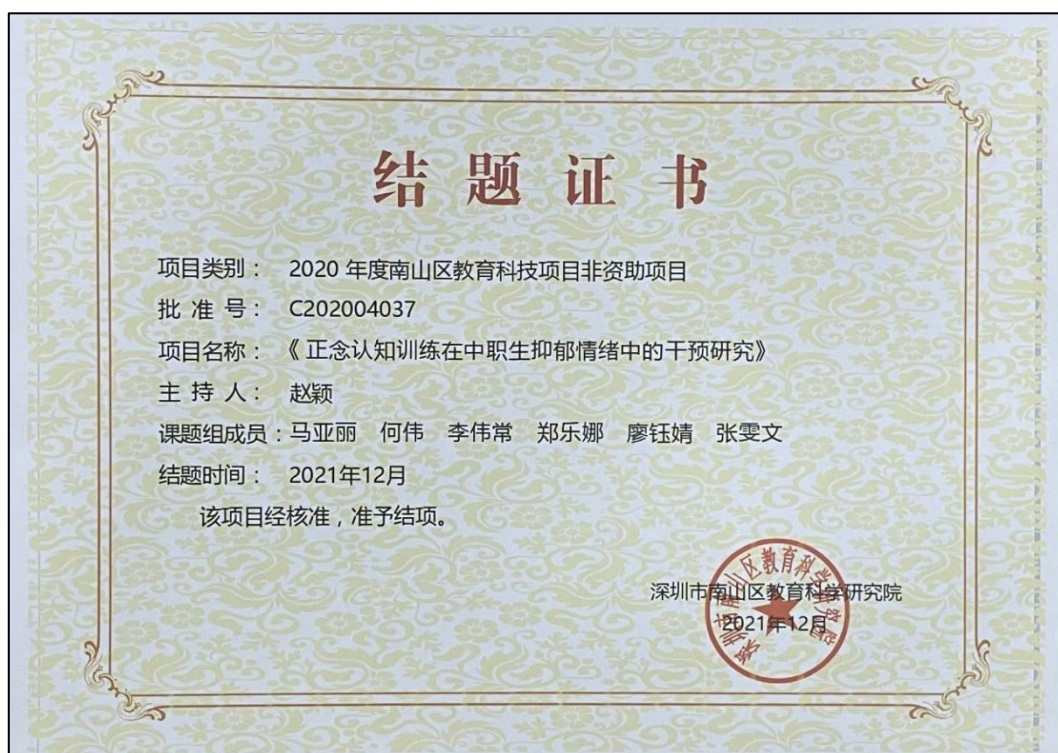 结题证书
项目类别： 2020 年度南山区教育科技项目非资助项目
批 准 号： C202004037
项目名称： 《 正念认知训练在中职生抑郁情绪中的干预研究》
主 持 人： 赵颖
课题组成员：马亚丽 何伟 李伟常 郑乐娜 廖钰婧 张雯文
结题时间： 2021年12月
该项目经核准，准予结项。
深圳市南山区教育科学研究院
2021年12月